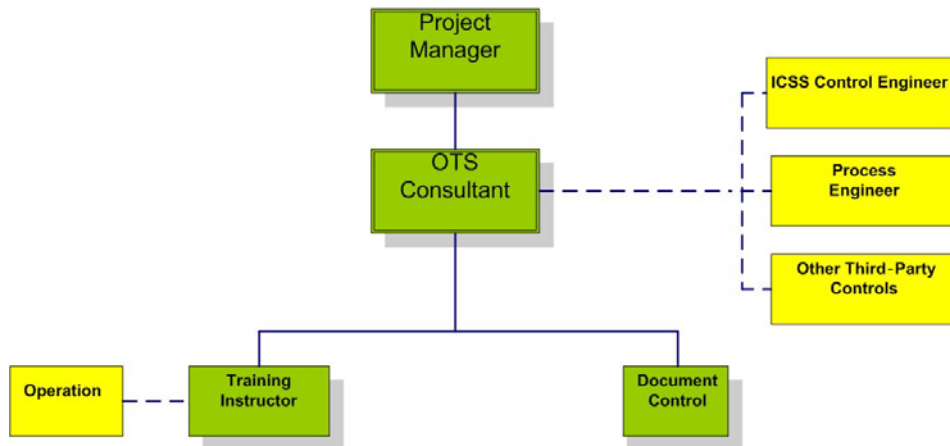 Project
Manager
ICSS Control Engineer
OTS
Consultant
Process
Engineer
Other Third-Party
Controls
Operation
Training
Instructor
Document
Control